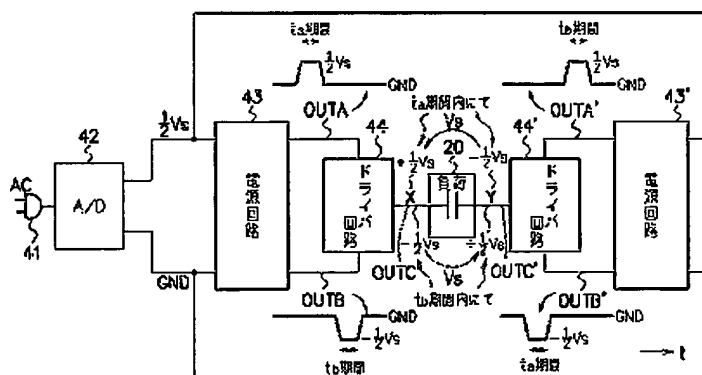 ta期間
½Vs
GND
tb期間
½Vs
GND
43
OUTA
ta期間内にて
OUTA'
43'
½Vs
44
Vs
44'
42
+½Vs
20
-½Vs
AC
A/D
電源回路
ドライバ回路
X
負荷
Y
ドライバ回路
電源回路
41
-½Vs
Vs
+½Vs
OUTC
OUTC'
GND
OUTB
tb期間内にて
OUTB'
GND
GND
-½Vs
-½Vs
tb期間
ta期間
t